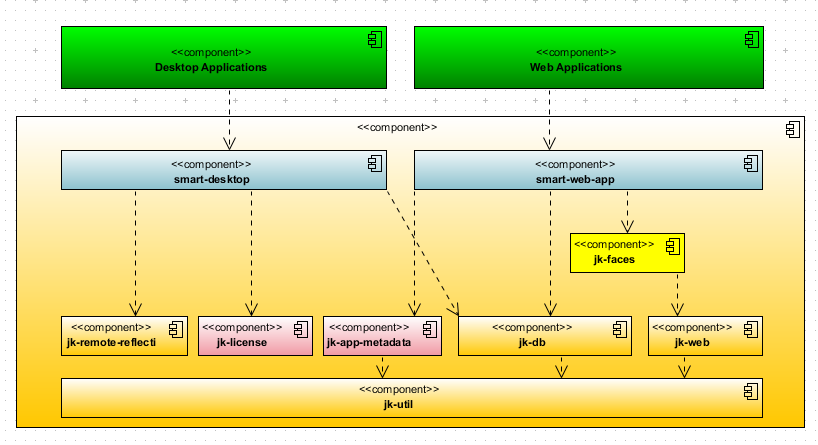 <<component>>
Desktop Applications
<<component>>
Web Applications
<<component>>
<<component>>
smart-desktop
<<component>>
smart-web-app
<<component>>
jk-faces
<<component>>
jk-remote-reflecti
<<component>>
jk-license
<<component>>
jk-app-metadata
<<component>>
jk-db
<<component>>
jk-web
<<component>>
jk-util